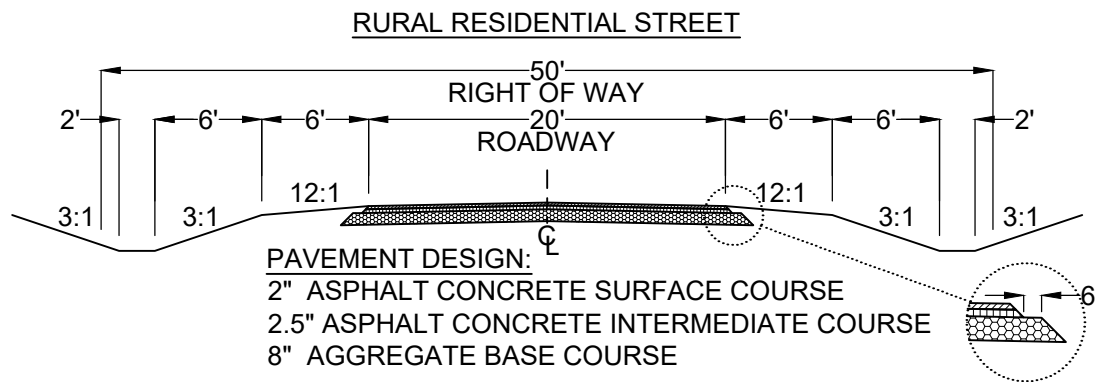 RURAL RESIDENTIAL STREET
50'
RIGHT OF WAY
2' 6' 6' 20' 6' 6' 2'
ROADWAY
3:1 3:1 12:1 12:1 3:1 3:1
℄
PAVEMENT DESIGN:
2" ASPHALT CONCRETE SURFACE COURSE
2.5" ASPHALT CONCRETE INTERMEDIATE COURSE
8" AGGREGATE BASE COURSE
6